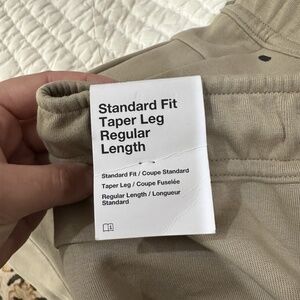 Standard Fit
Taper Leg
Regular
Length
Standard Fit / Coupe Standard
Taper Leg / Coupe Fuselée
Regular Length / Longueur
Standard